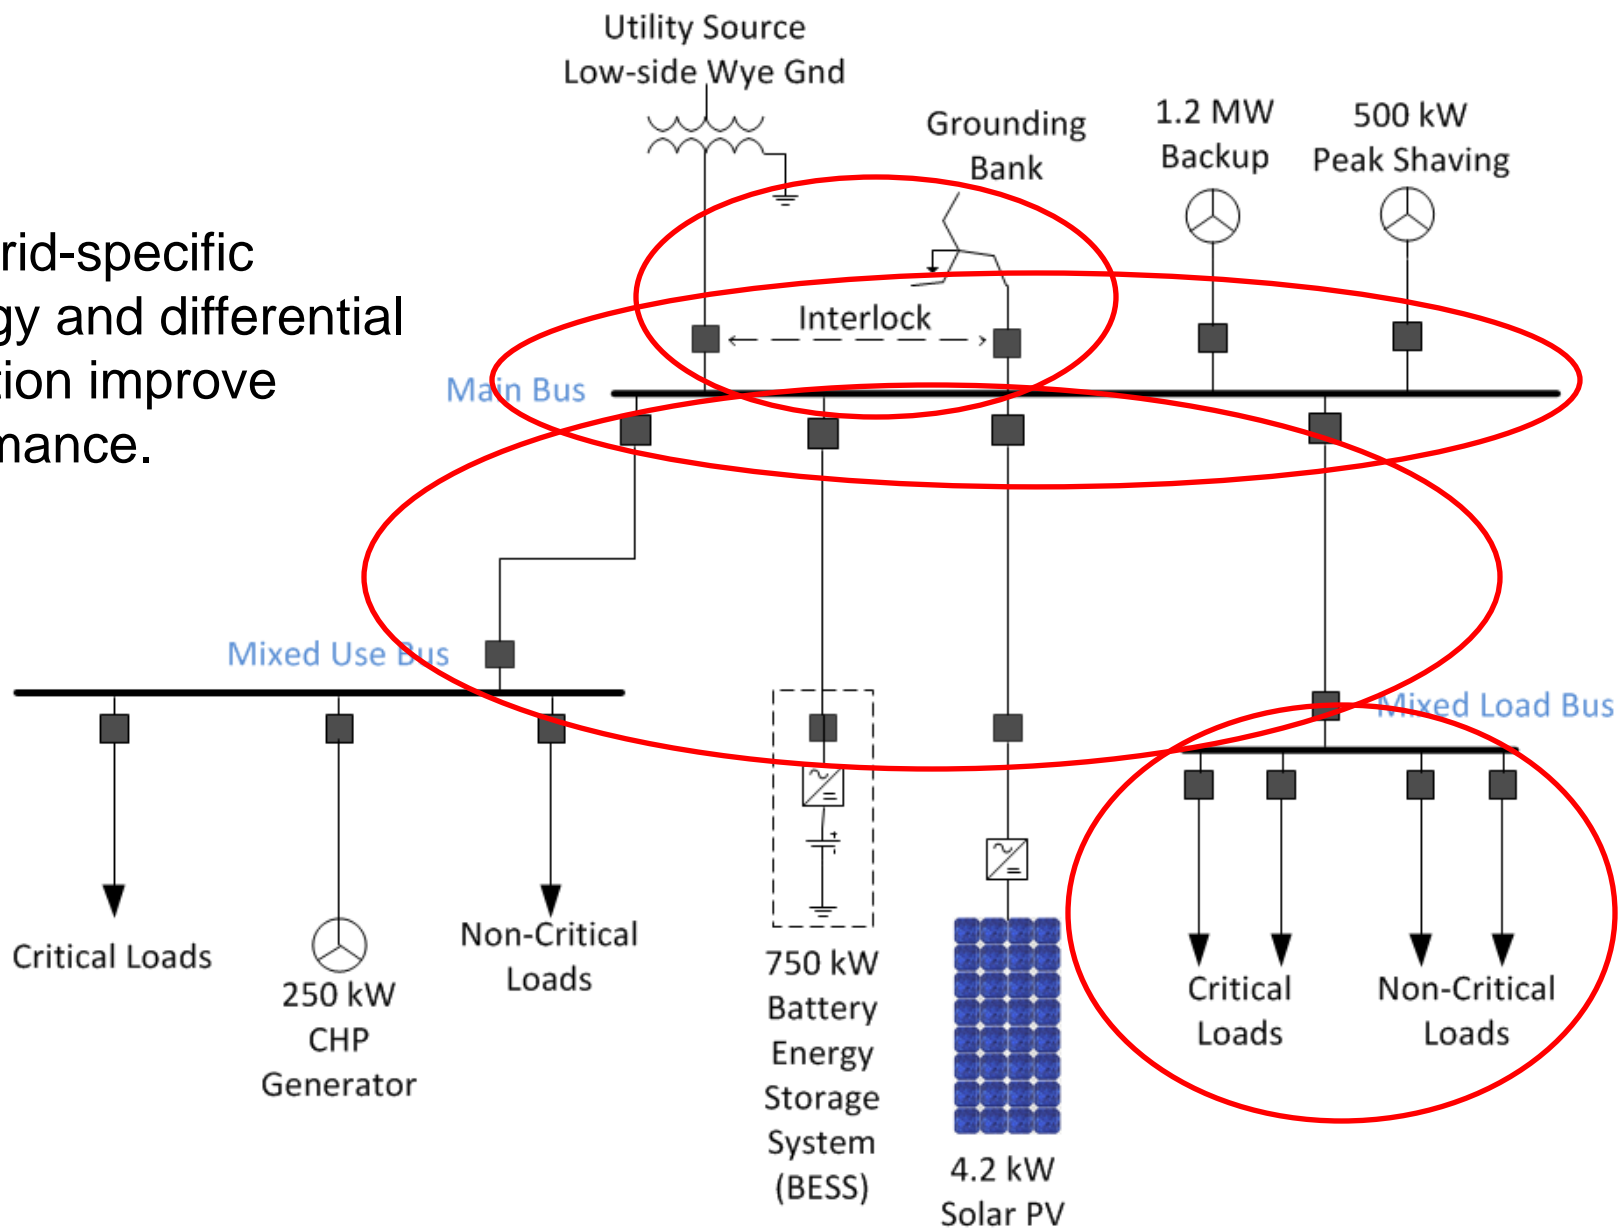 Utility Source
Low-side Wye Gnd
Grounding
Bank
1.2 MW
Backup
500 kW
Peak Shaving
rid-specific
gy and differential
tion improve
mance.
Interlock
Main Bus
Mixed Use Bus
Mixed Load Bus
Critical Loads
250 kW
CHP
Generator
Non-Critical
Loads
750 kW
Battery
Energy
Storage
System
(BESS)
4.2 kW
Solar PV
Critical
Loads
Non-Critical
Loads